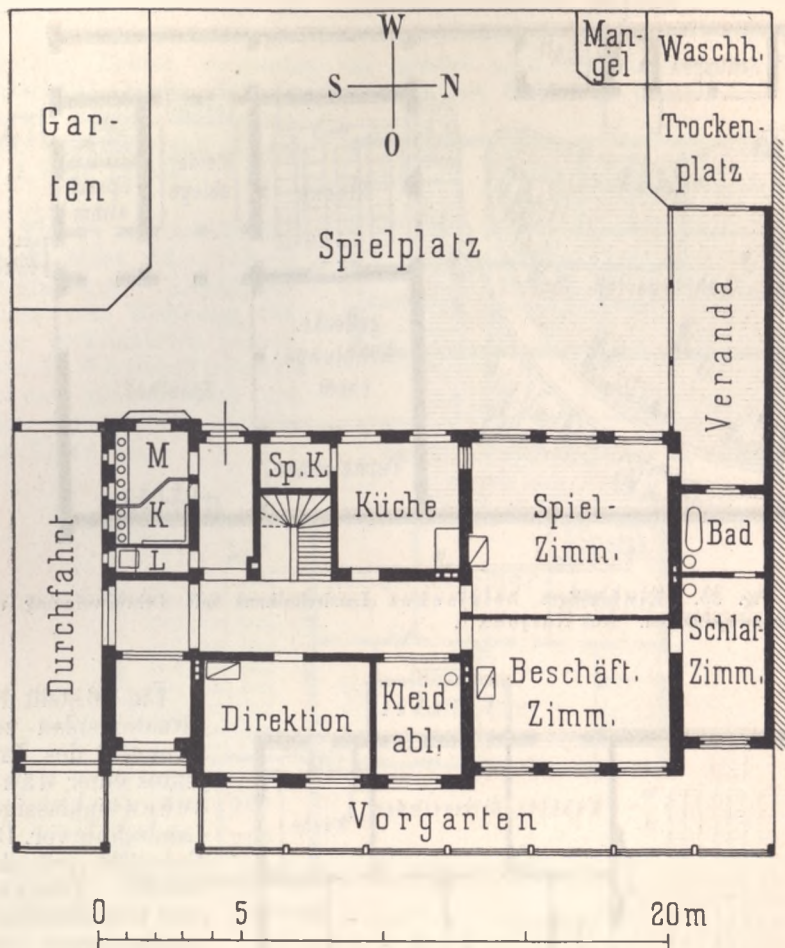 W
S N
O
Gar-
ten
Man-
gel
Waschh.
Trocken-
platz
Spielplatz
Veranda
M
K
L
Sp.K.
Küche
Spiel-
Zimm.
Bad
Durchfahrt
Schlaf-
Zimm.
Direktion
Kleid.
abl.
Beschäft.
Zimm.
Vorgarten
0 5 20 m